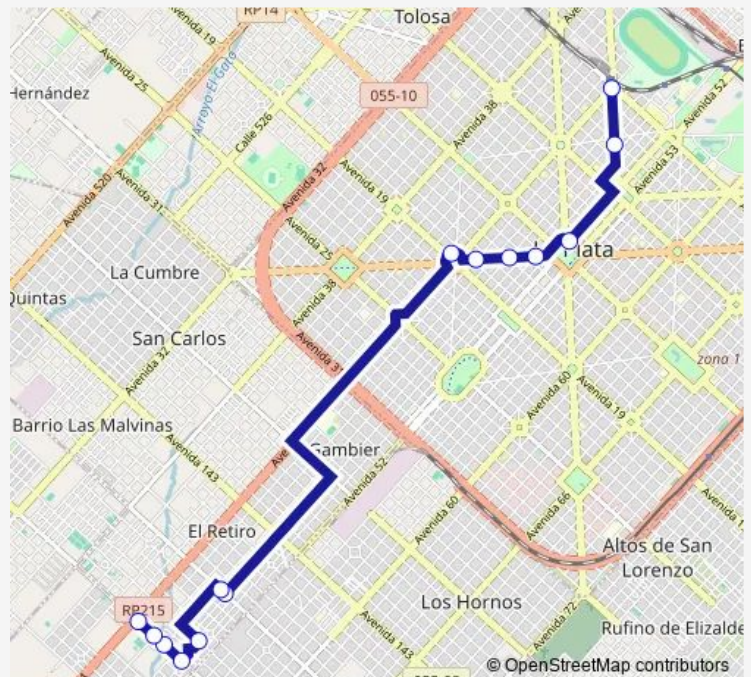 RP14
Tolosa
Avenida 19
Avenida 25
055-10
Hernández
Arroyo El Gato
Avenida 38
Avenida 52
Calle 526
Avenida 53
Avenida 32
Avenida 520
Avenida 31
Avenida 19
Avenida 25
La Plata
La Cumbre
Quintas
Avenida 38
San Carlos
Avenida 32
Avenida 31
zona 1
Avenida 60
Avenida 19
Barrio Las Malvinas
Gambier
Avenida 143
Avenida 52
Avenida 60
Avenida 66
El Retiro
Altos de San
Lorenzo
RP215
Los Hornos
Avenida 72
Rufino de Elizalde
Avenida 143
© OpenStreetMap contributors